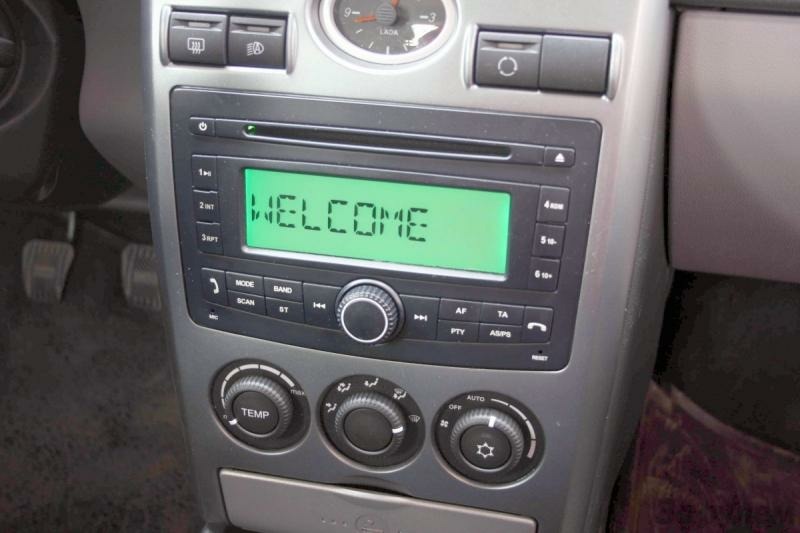 9
3
LADA
1
4 RDM
WELCOME
2 INT
5 10-
3 RPT
6 10+
MODE
BAND
AF
TA
SCAN
ST
PTY
AS/PS
MIC
RESET
max
TEMP
0
AUTO
OFF